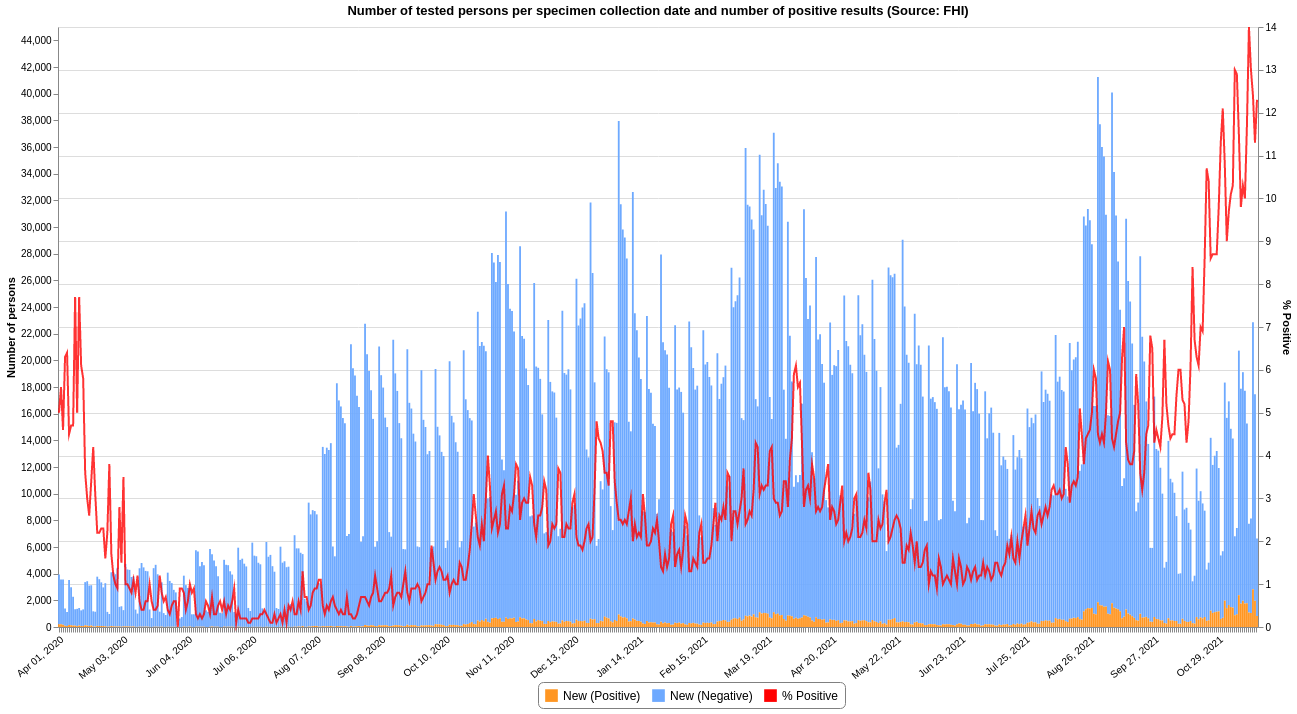 Number of tested persons per specimen collection date and number of positive results (Source: FHI)
Number of persons
44,000
42,000
40,000
38,000
36,000
34,000
32,000
30,000
28,000
26,000
24,000
22,000
20,000
18,000
16,000
14,000
12,000
10,000
8,000
6,000
4,000
2,000
0
% Positive
14
13
12
11
10
9
8
7
6
5
4
3
2
1
0
Apr 01, 2020
May 03, 2020
Jun 04, 2020
Jul 06, 2020
Aug 07, 2020
Sep 08, 2020
Oct 10, 2020
Nov 11, 2020
Dec 13, 2020
Jan 14, 2021
Feb 15, 2021
Mar 19, 2021
Apr 20, 2021
May 22, 2021
Jun 23, 2021
Jul 25, 2021
Aug 26, 2021
Sep 27, 2021
Oct 29, 2021
New (Positive) New (Negative) % Positive